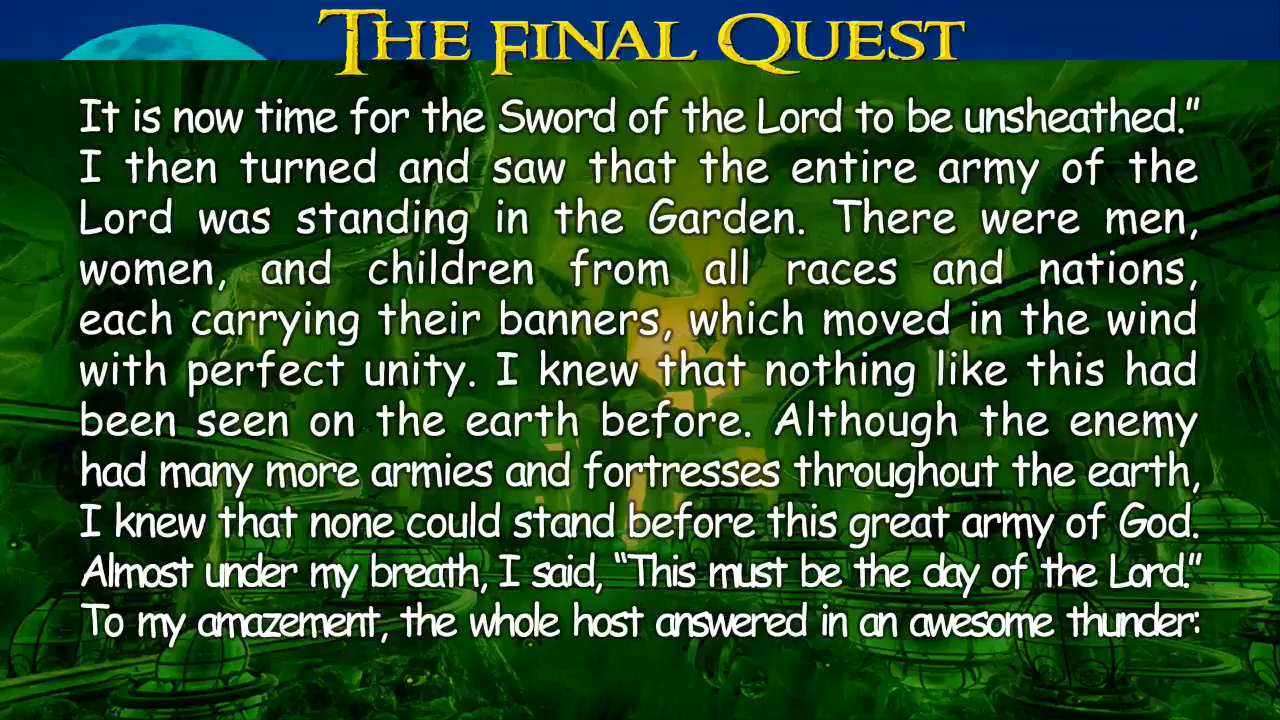 The Final Quest
It is now time for the Sword of the Lord to be unsheathed.”
I then turned and saw that the entire army of the
Lord was standing in the Garden. There were men,
women, and children from all races and nations,
each carrying their banners, which moved in the wind
with perfect unity. I knew that nothing like this had
been seen on the earth before. Although the enemy
had many more armies and fortresses throughout the earth,
I knew that none could stand before this great army of God.
Almost under my breath, I said, “This must be the day of the Lord.”
To my amazement, the whole host answered in an awesome thunder: